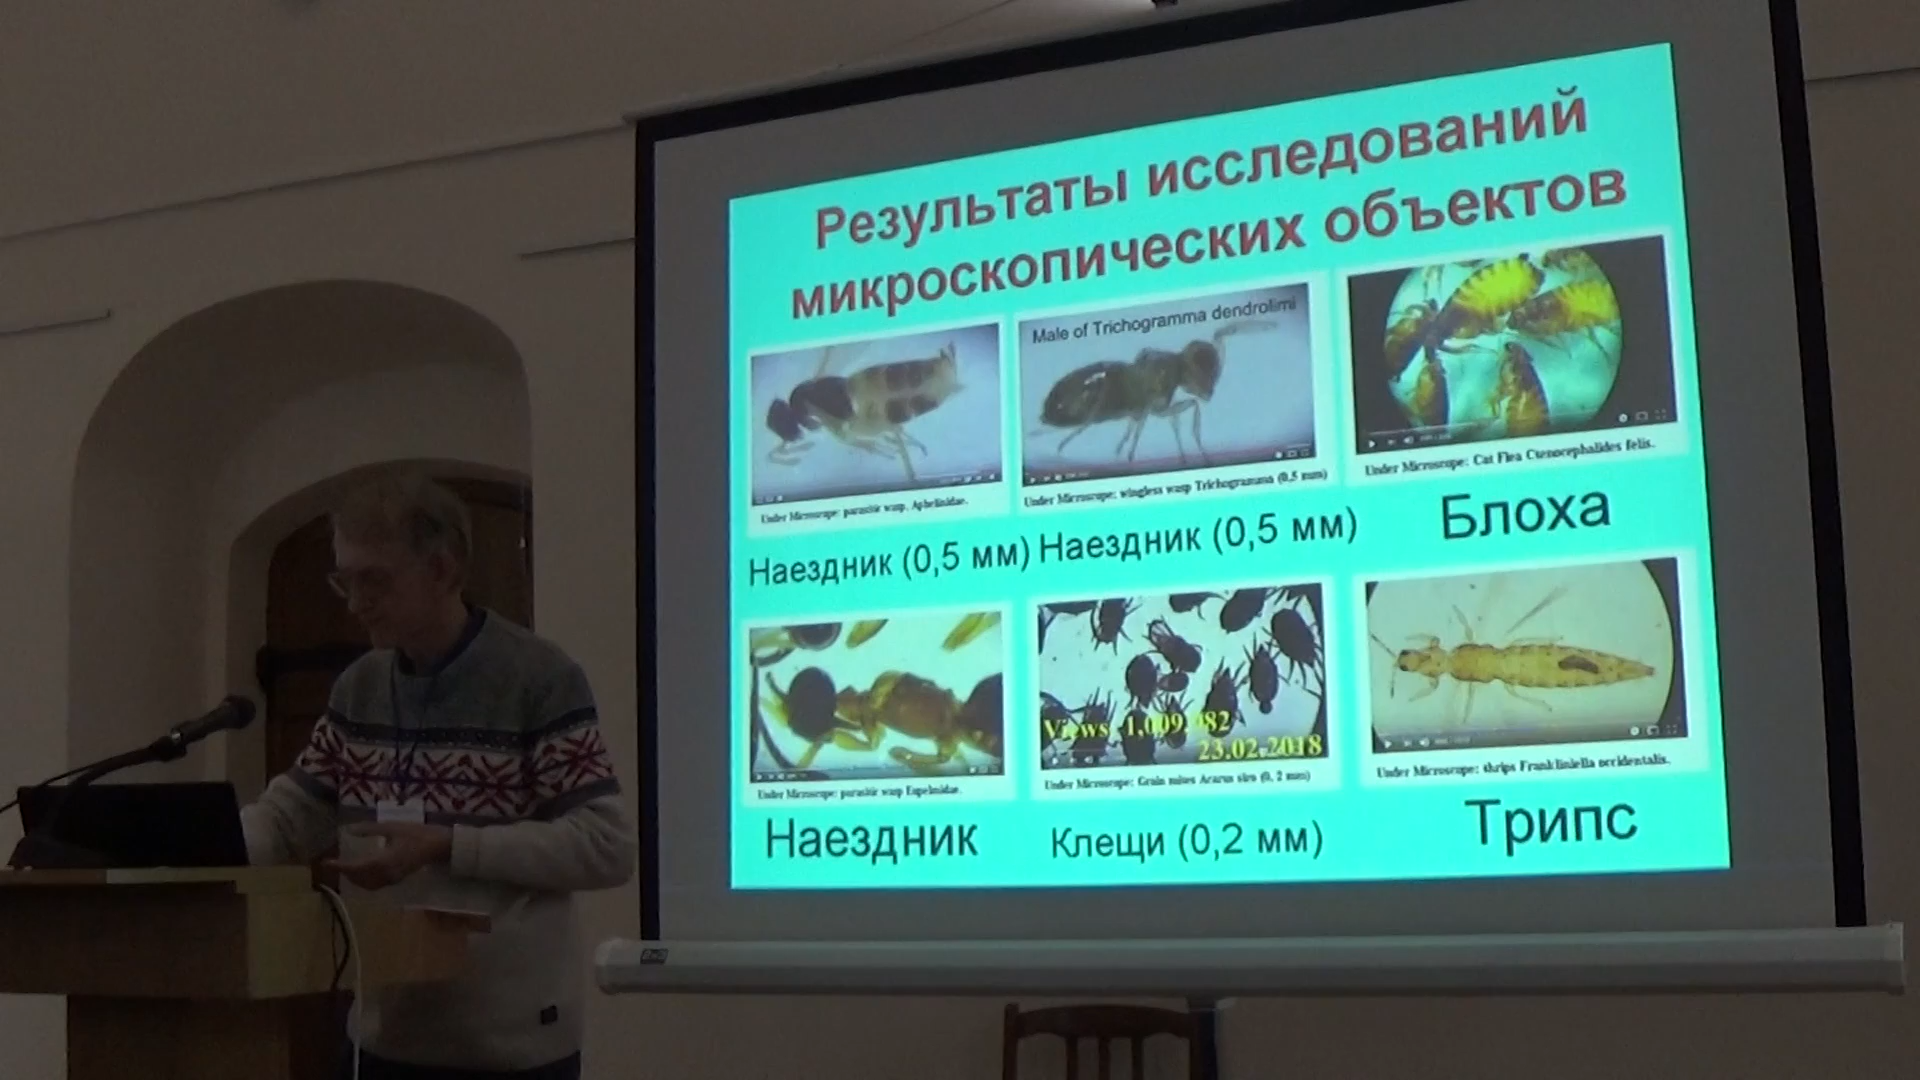 Результаты исследований
микроскопических объектов
Male of Trichogramma dendrolimi
Under Microscope: parasitic wasp, Aphelinidae.
Under Microscope: wingless wasp Trichogramma (0,5 mm)
Under Microscope: Cat Flea Ctenocephalides felis.
Наездник (0,5 мм)
Наездник (0,5 мм)
Блоха
Views -1,009,482
23.02.2018
Under Microscope: parasitic wasp Eupelmidae.
Under Microscope: Grain mites Acarus siro (0, 2 mm)
Under Microscope: thrips Frankliniella occidentalis.
Наездник
Клещи (0,2 мм)
Трипс